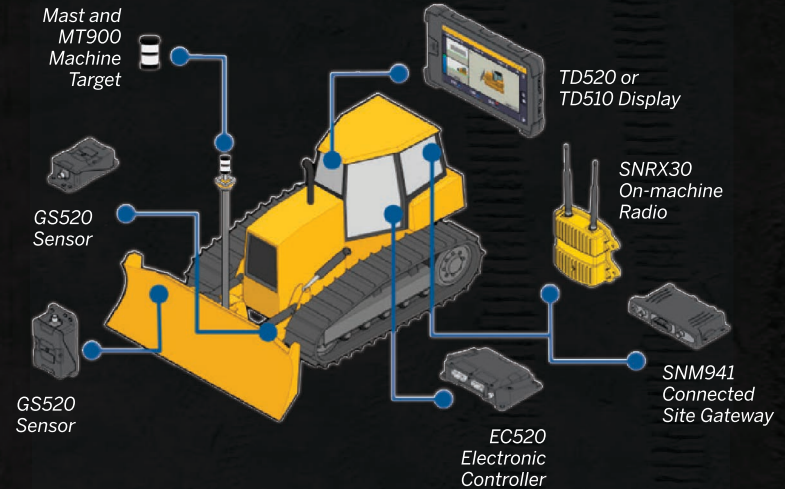 Mast and
MT900
Machine
Target
TD520 or
TD510 Display
GS520
Sensor
SNRX30
On-machine
Radio
GS520
Sensor
SNM941
Connected
Site Gateway
EC520
Electronic
Controller